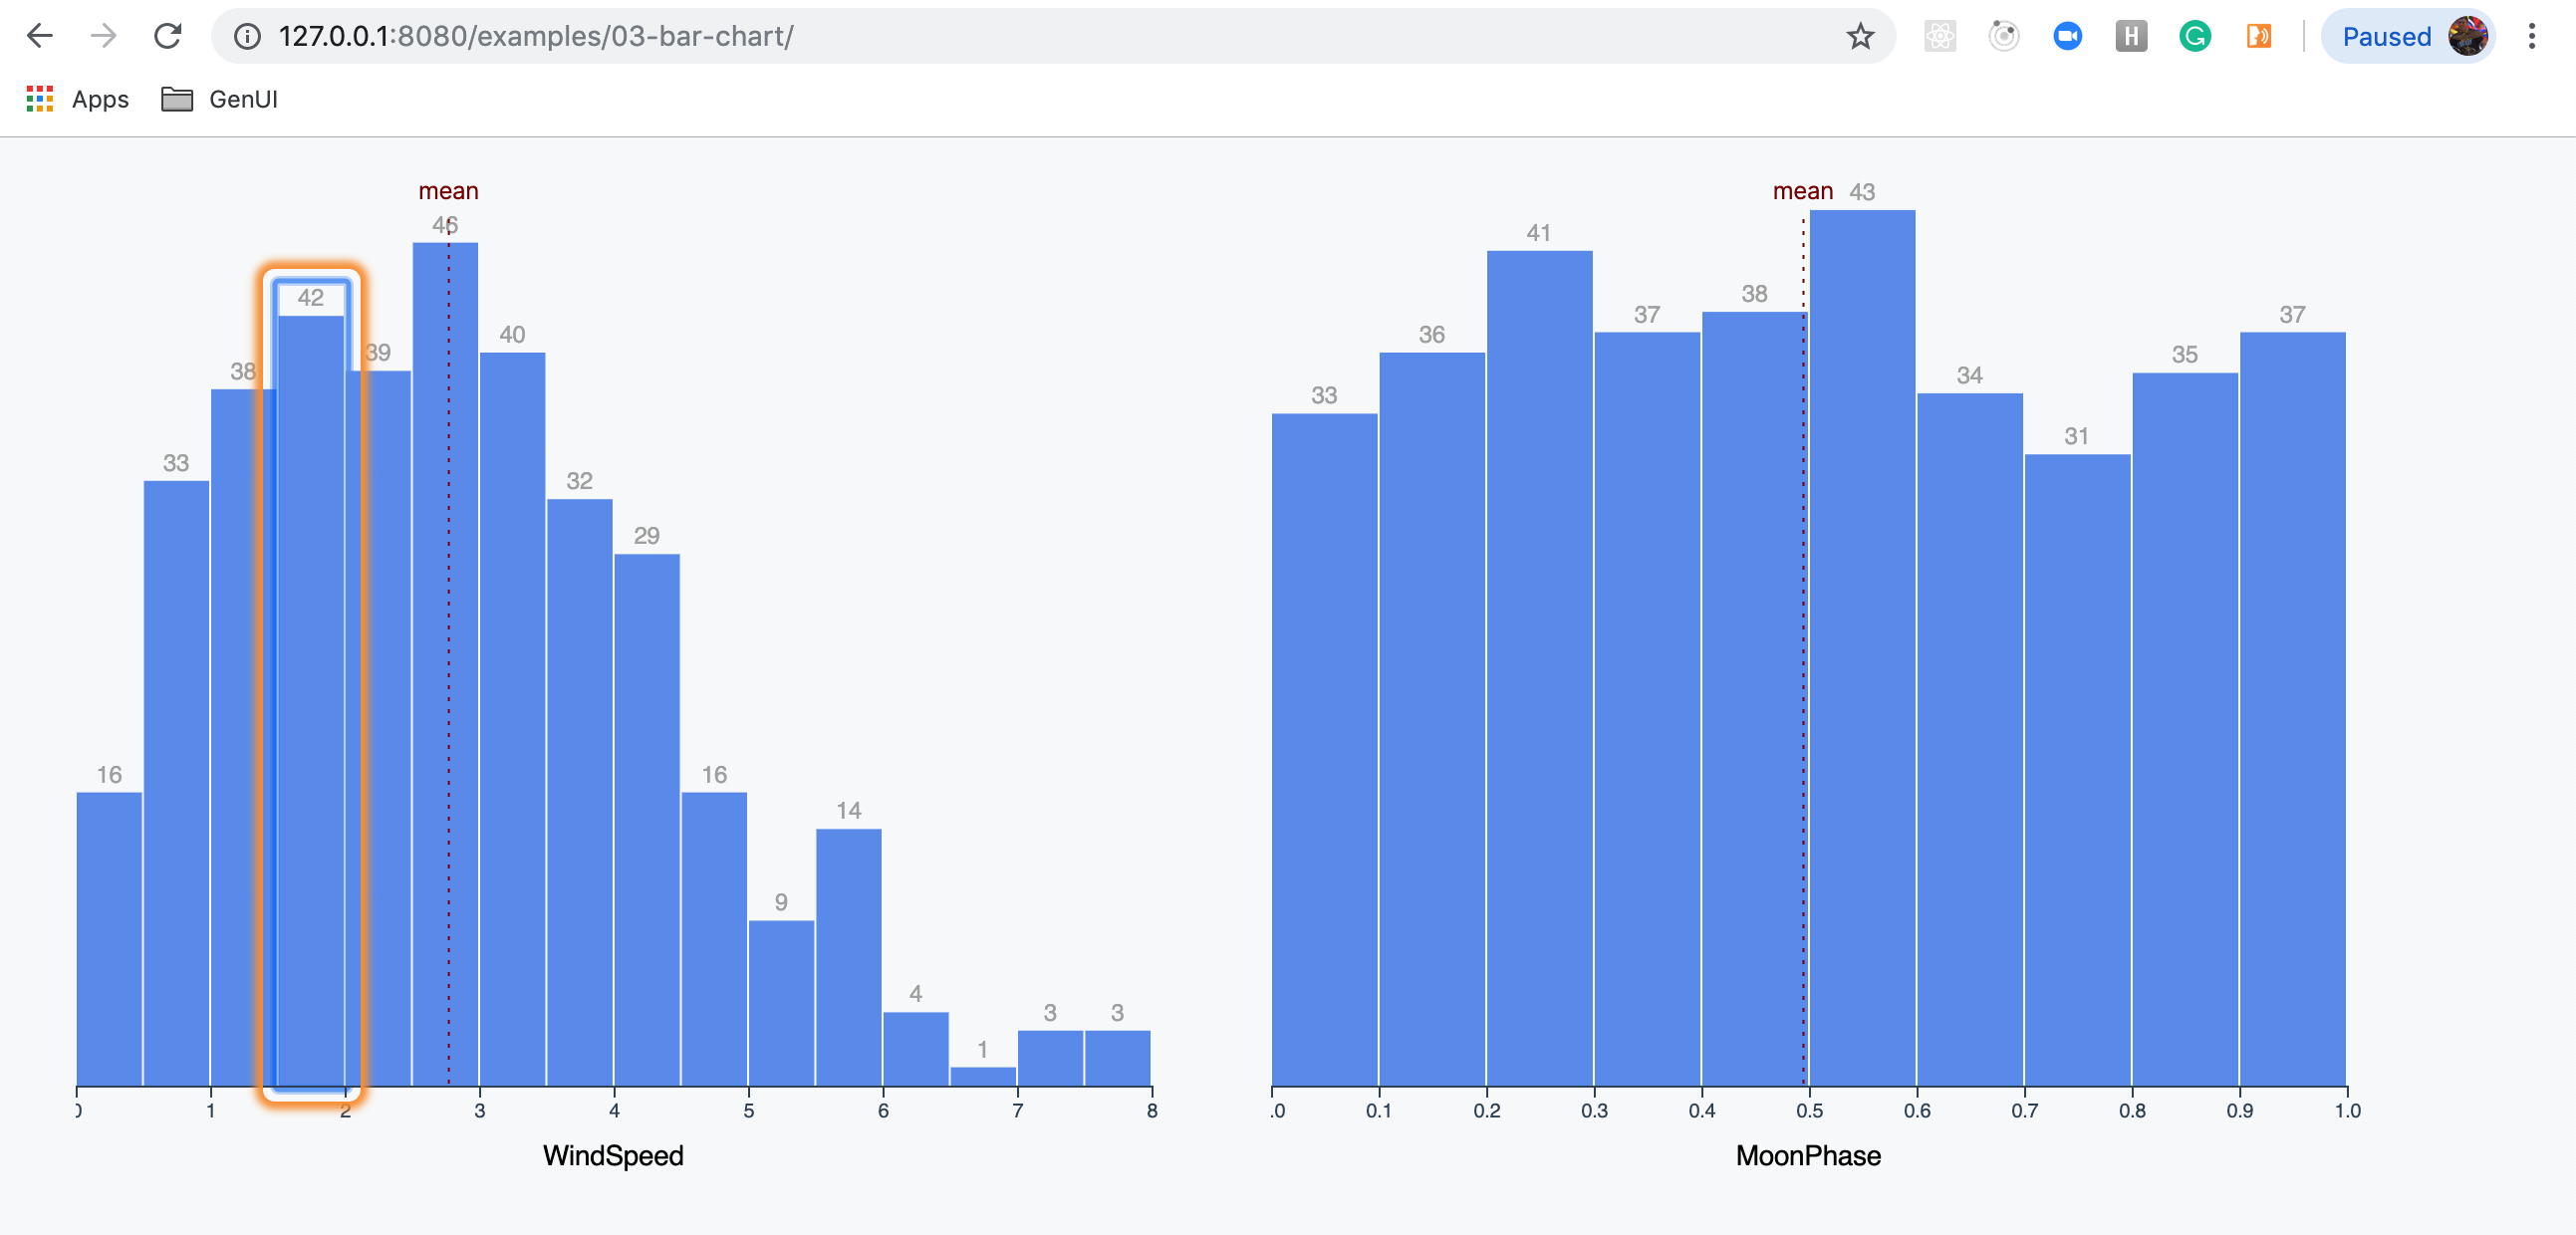 127.0.0.1:8080/examples/03-bar-chart/
Paused
Apps GenUI
mean
46
42
38
39
40
33
32
29
16
16
9
14
4
1
3
3
0 1 2 3 4 5 6 7 8
WindSpeed
mean
43
41
38
37
36
33
34
31
35
37
.0 0.1 0.2 0.3 0.4 0.5 0.6 0.7 0.8 0.9 1.0
MoonPhase